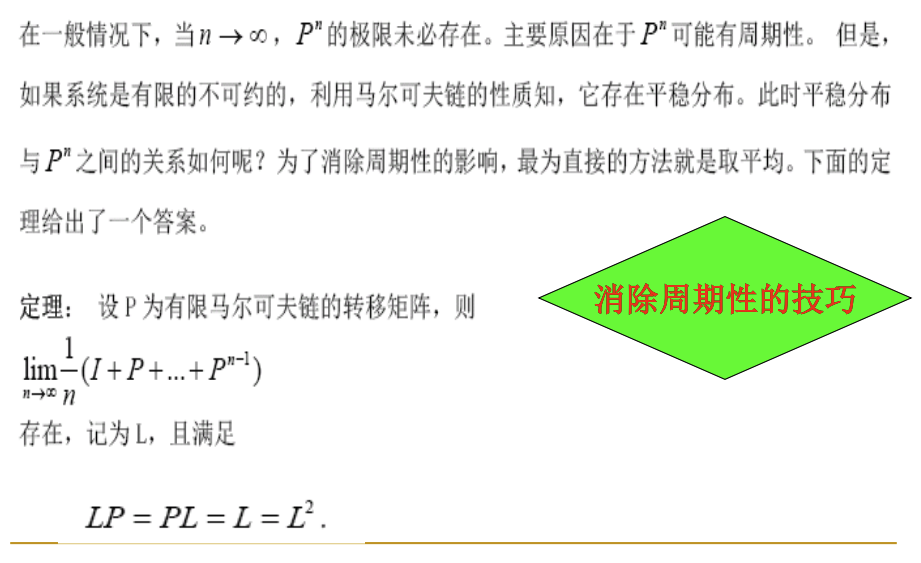 在一般情况下，当 n → ∞ ，Pⁿ 的极限未必存在。主要原因在于 Pⁿ 可能有周期性。 但是，
如果系统是有限的不可约的，利用马尔可夫链的性质知，它存在平稳分布。此时平稳分布
与 Pⁿ 之间的关系如何呢？为了消除周期性的影响，最为直接的方法就是取平均。下面的定
理给出了一个答案。
消除周期性的技巧
定理： 设 P 为有限马尔可夫链的转移矩阵，则
lim_{n→∞} 1/n (I + P + ... + Pⁿ⁻¹)
存在，记为 L，且满足
LP = PL = L = L² .